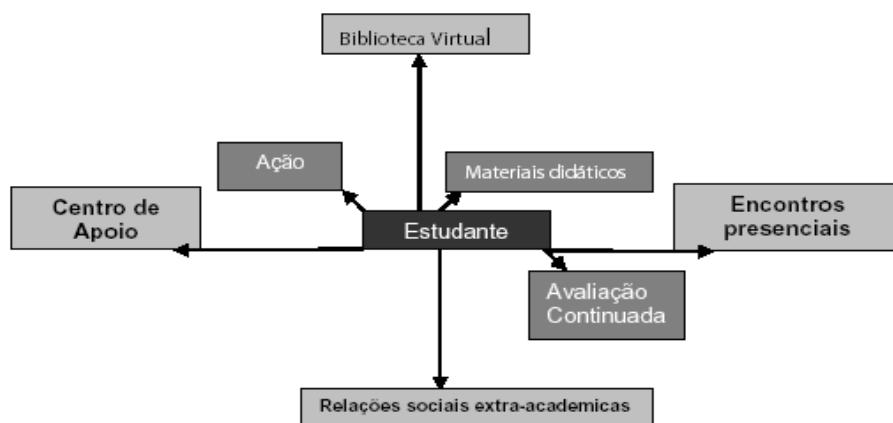 Biblioteca Virtual
Ação
Materiais didáticos
Centro de
Apoio
Estudante
Encontros
presenciais
Avaliação
Continuada
Relações sociais extra-academicas